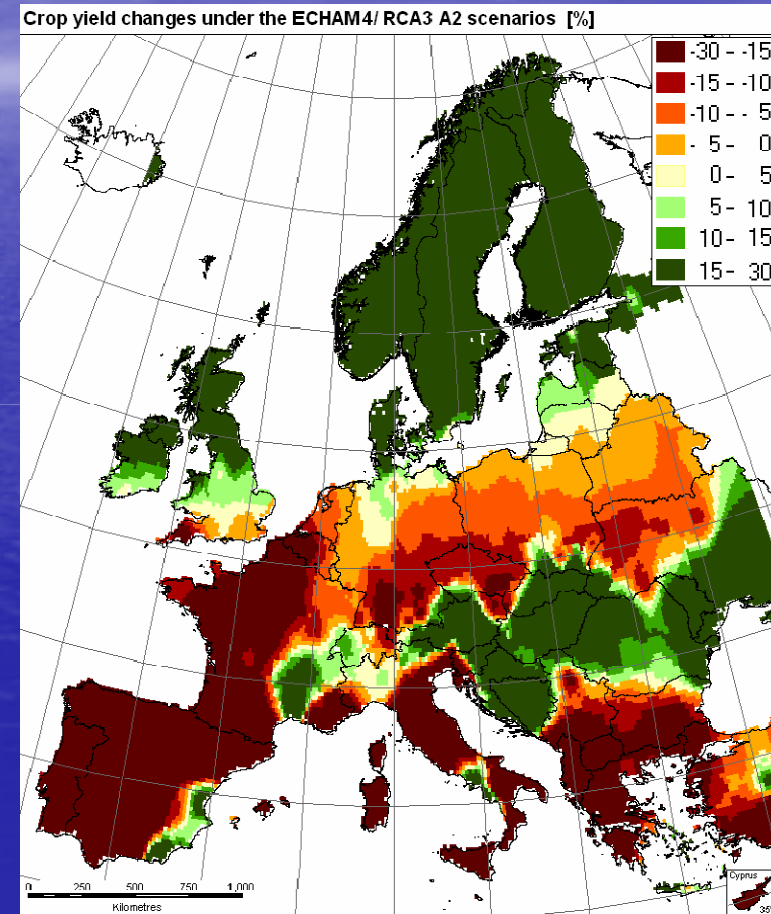 Crop yield changes under the ECHAM4/ RCA3 A2 scenarios [%]
-30 - -15
-15 - -10
-10 - - 5
- 5 - 0
0 - 5
5 - 10
10 - 15
15 - 30
0 250 500 750 1,000
Kilometres
Cyprus
35°